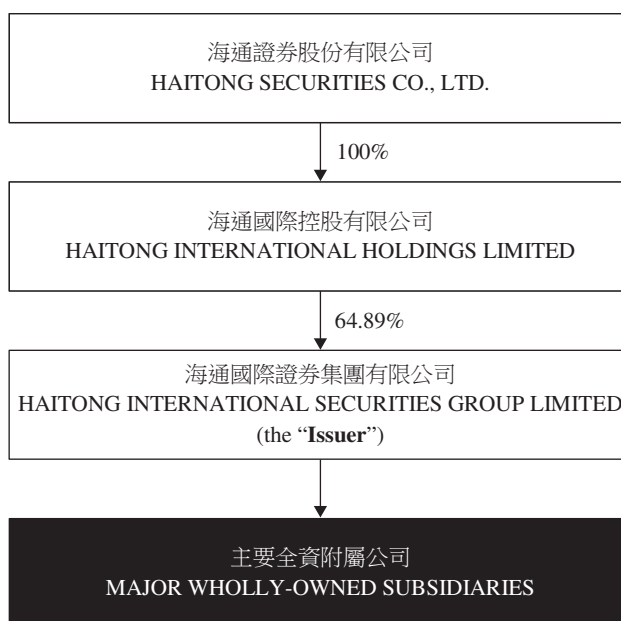 海通證券股份有限公司
HAITONG SECURITIES CO., LTD.
100%
海通國際控股有限公司
HAITONG INTERNATIONAL HOLDINGS LIMITED
64.89%
海通國際證券集團有限公司
HAITONG INTERNATIONAL SECURITIES GROUP LIMITED
(the “Issuer”)
主要全資附屬公司
MAJOR WHOLLY-OWNED SUBSIDIARIES